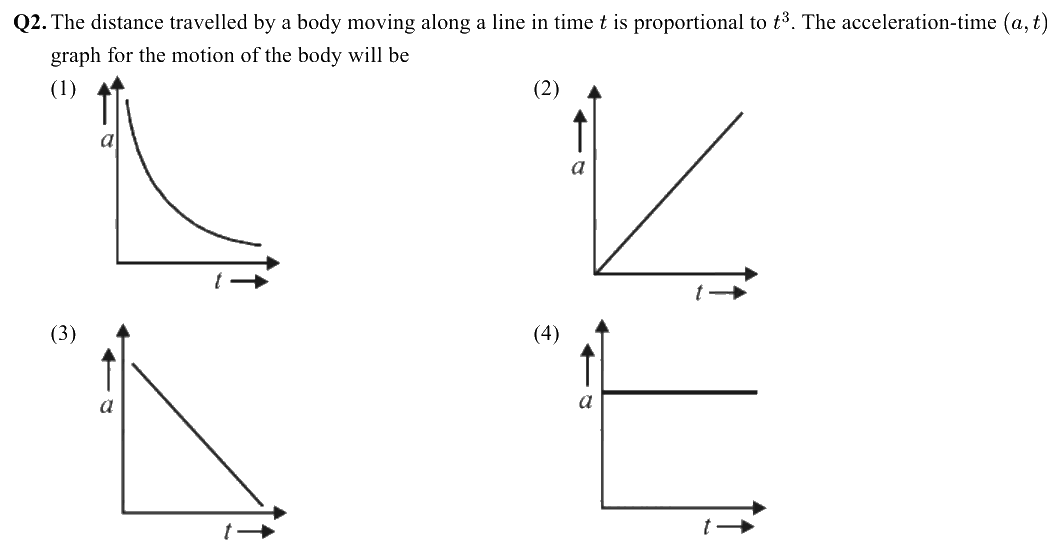 Q2. The distance travelled by a body moving along a line in time t is proportional to t³. The acceleration-time (a, t)
graph for the motion of the body will be
(1)
a
t
(2)
a
t
(3)
a
t
(4)
a
t